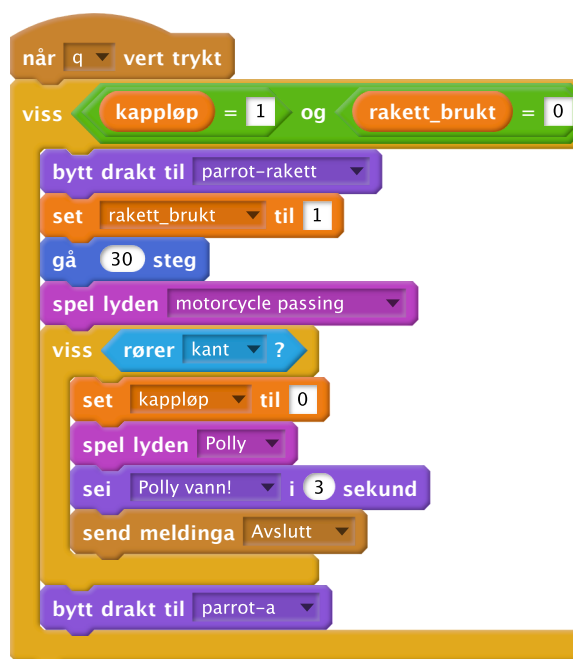 når q vert trykt
viss kappløp = 1 og rakett_brukt = 0
bytt drakt til parrot-rakett
set rakett_brukt til 1
gå 30 steg
spel lyden motorcycle passing
viss rører kant ?
set kappløp til 0
spel lyden Polly
sei Polly vann! i 3 sekund
send meldinga Avslutt
bytt drakt til parrot-a